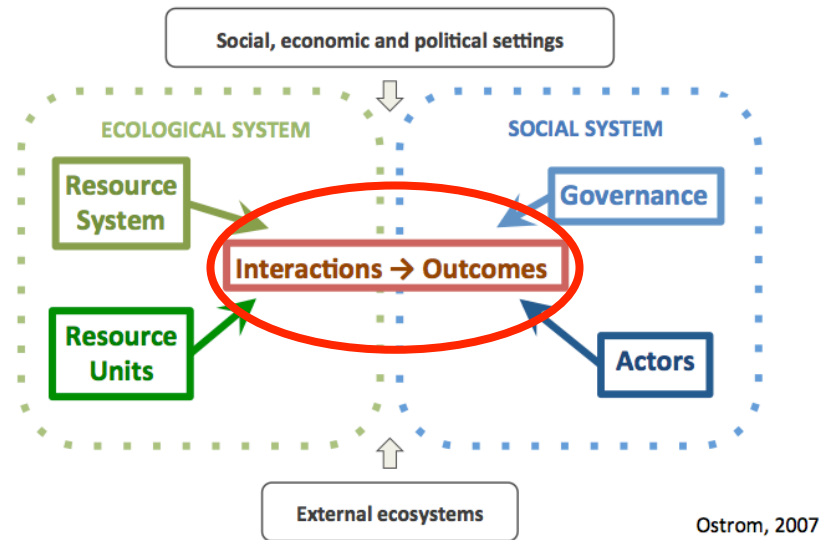 Social, economic and political settings
ECOLOGICAL SYSTEM
SOCIAL SYSTEM
Resource
System
Governance
Interactions → Outcomes
Resource
Units
Actors
External ecosystems
Ostrom, 2007